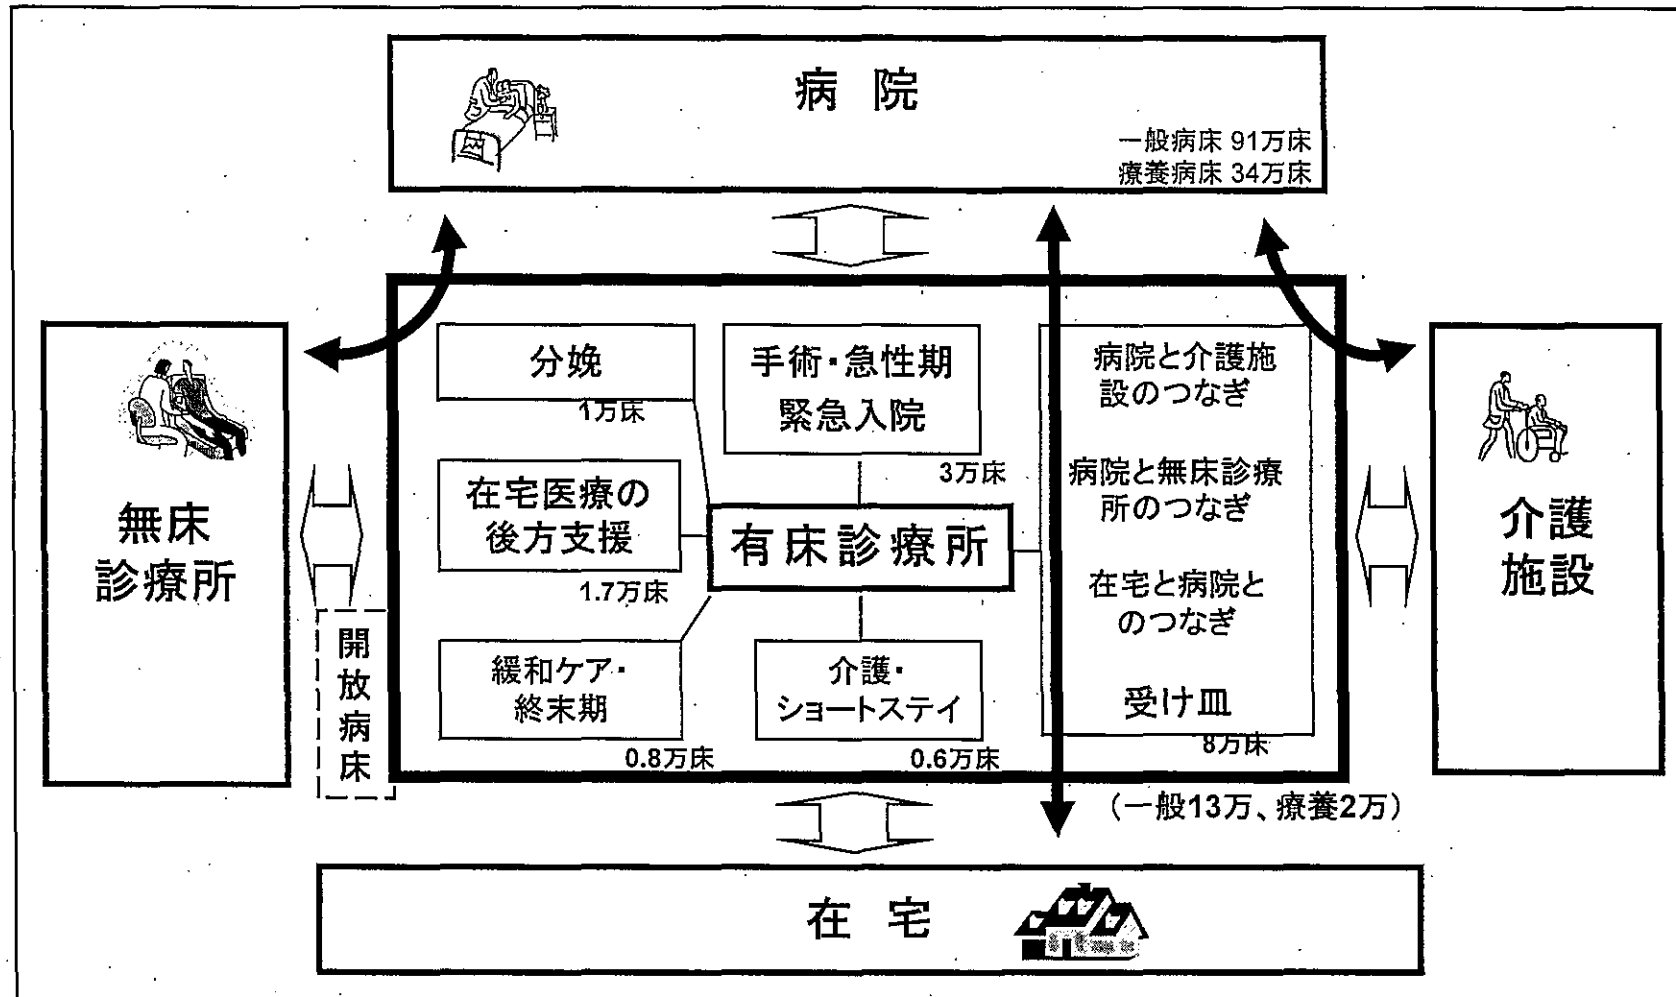 病院
一般病床 91万床
療養病床 34万床
分娩
1万床
手術・急性期
緊急入院
3万床
病院と介護施
設のつなぎ
病院と無床診療
所のつなぎ
在宅と病院と
のつなぎ
受け皿
8万床
在宅医療の
後方支援
1.7万床
有床診療所
緩和ケア・
終末期
0.8万床
介護・
ショートステイ
0.6万床
無床
診療所
開放病床
介護
施設
（一般13万、療養2万）
在宅